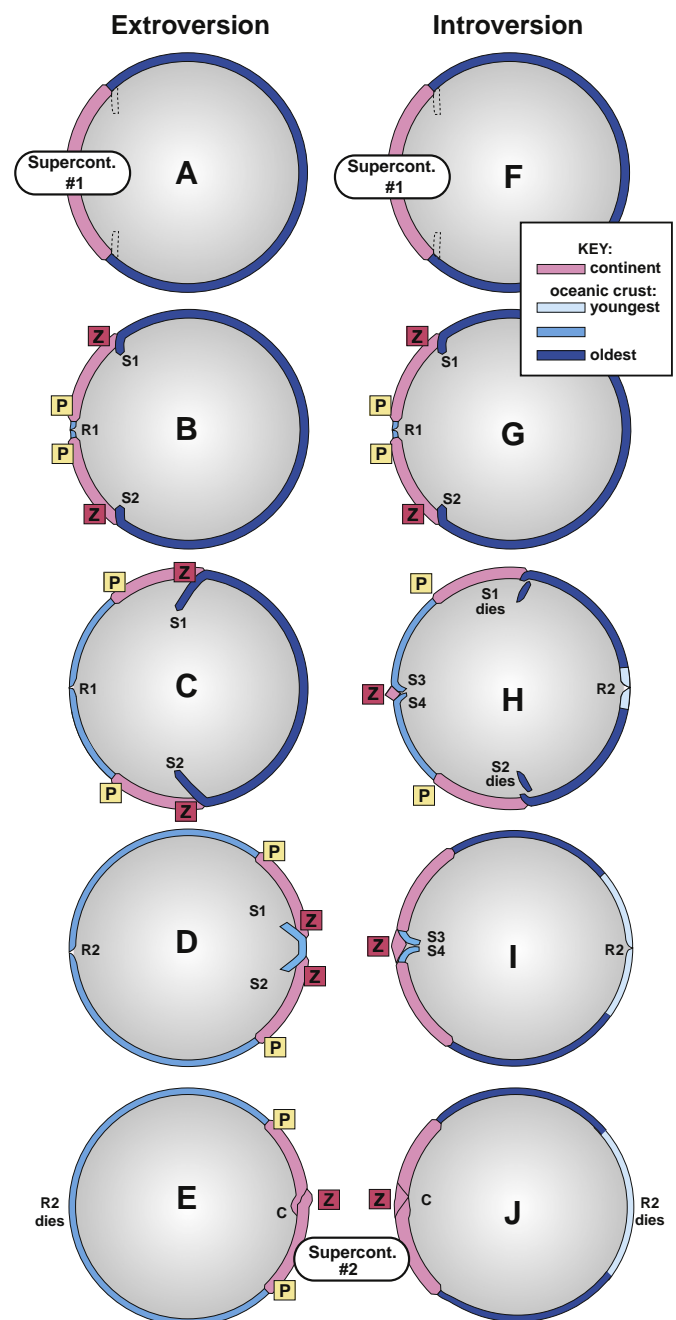 Extroversion
Introversion
Supercont.
#1
A
Supercont.
#1
F
KEY:
continent
oceanic crust:
youngest
oldest
Z
S1
P
R1
P
B
S2
Z
Z
S1
P
R1
P
G
S2
Z
P
Z
S1
R1
C
S2
P
Z
P
S1
dies
S3
Z
S4
H
R2
S2
dies
P
P
S1
Z
R2
D
S2
Z
P
Z
S3
S4
I
R2
P
R2
dies
E
C
Z
P
Supercont.
#2
Z
C
J
R2
dies